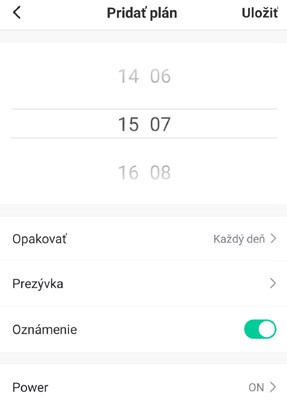 Pridať plán Uložiť
14 06
15 07
16 08
Opakovať Každý deň
Prezývka
Oznámenie
Power ON